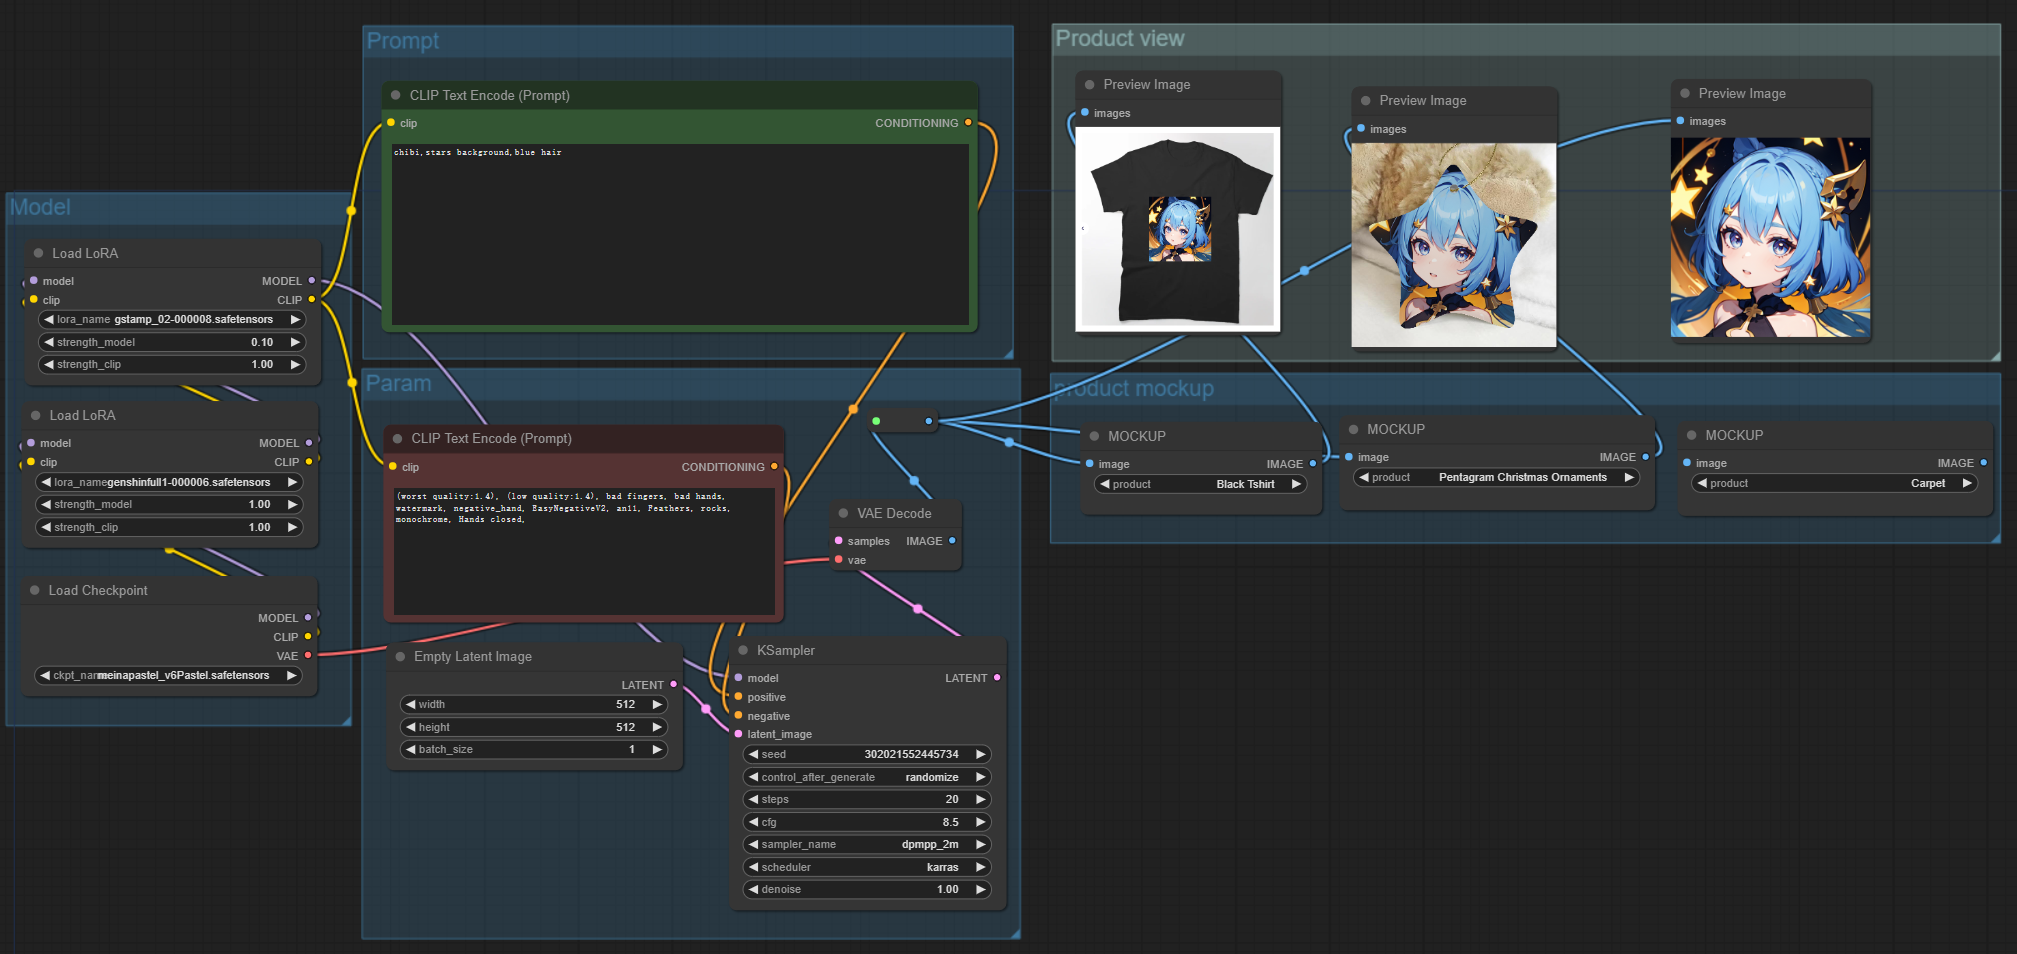 Prompt
CLIP Text Encode (Prompt)
clip
CONDITIONING
chibi,stars background,blue hair
Model
Load LoRA
model
MODEL
clip
CLIP
lora_name gstamp_02-000008.safetensors
strength_model 0.10
strength_clip 1.00
Load LoRA
model
MODEL
clip
CLIP
lora_name genshinfull1-000006.safetensors
strength_model 1.00
strength_clip 1.00
Load Checkpoint
MODEL
CLIP
VAE
ckpt_nam meinapastel_v6Pastel.safetensors
Param
CLIP Text Encode (Prompt)
clip
CONDITIONING
(worst quality:1.4), (low quality:1.4), bad fingers, bad hands,
watermark, negative_hand, EasyNegativeV2, an11, Feathers, rocks,
monochrome, Hands closed,
Empty Latent Image
LATENT
width 512
height 512
batch_size 1
VAE Decode
samples
IMAGE
vae
KSampler
model
LATENT
positive
negative
latent_image
seed 302021552445734
control_after_generate randomize
steps 20
cfg 8.5
sampler_name dpmpp_2m
scheduler karras
denoise 1.00
Product view
Preview Image
images
Preview Image
images
Preview Image
images
product mockup
MOCKUP
image
IMAGE
product Black Tshirt
MOCKUP
image
IMAGE
product Pentagram Christmas Ornaments
MOCKUP
image
IMAGE
product Carpet